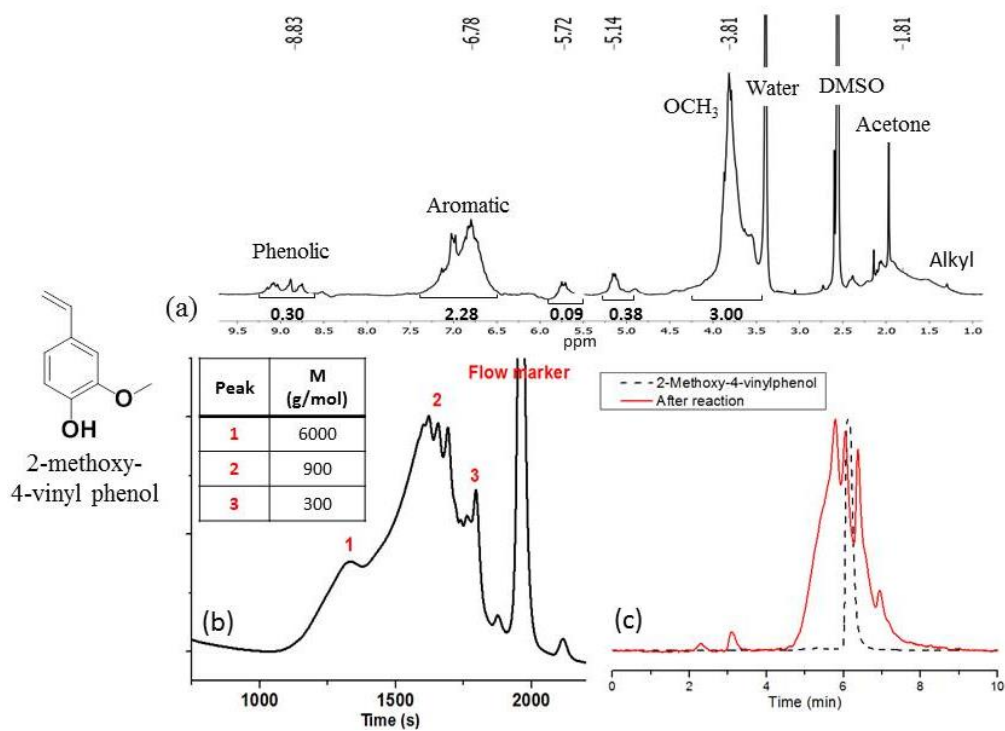 -8.83
-6.78
-5.72
-5.14
-3.81
-1.81
OCH3
Water
DMSO
Acetone
Phenolic
Aromatic
Alkyl
(a)
0.30
2.28
0.09
0.38
3.00
9.5 9.0 8.5 8.0 7.5 7.0 6.5 6.0 5.5 5.0 4.5 4.0 3.5 3.0 2.5 2.0 1.5 1.0
ppm
O
OH
2-methoxy-
4-vinyl phenol
Peak M
(g/mol)
1 6000
2 900
3 300
Flow marker
1
2
3
(b)
1000 1500 2000
Time (s)
2-Methoxy-4-vinylphenol
After reaction
(c)
0 2 4 6 8 10
Time (min)